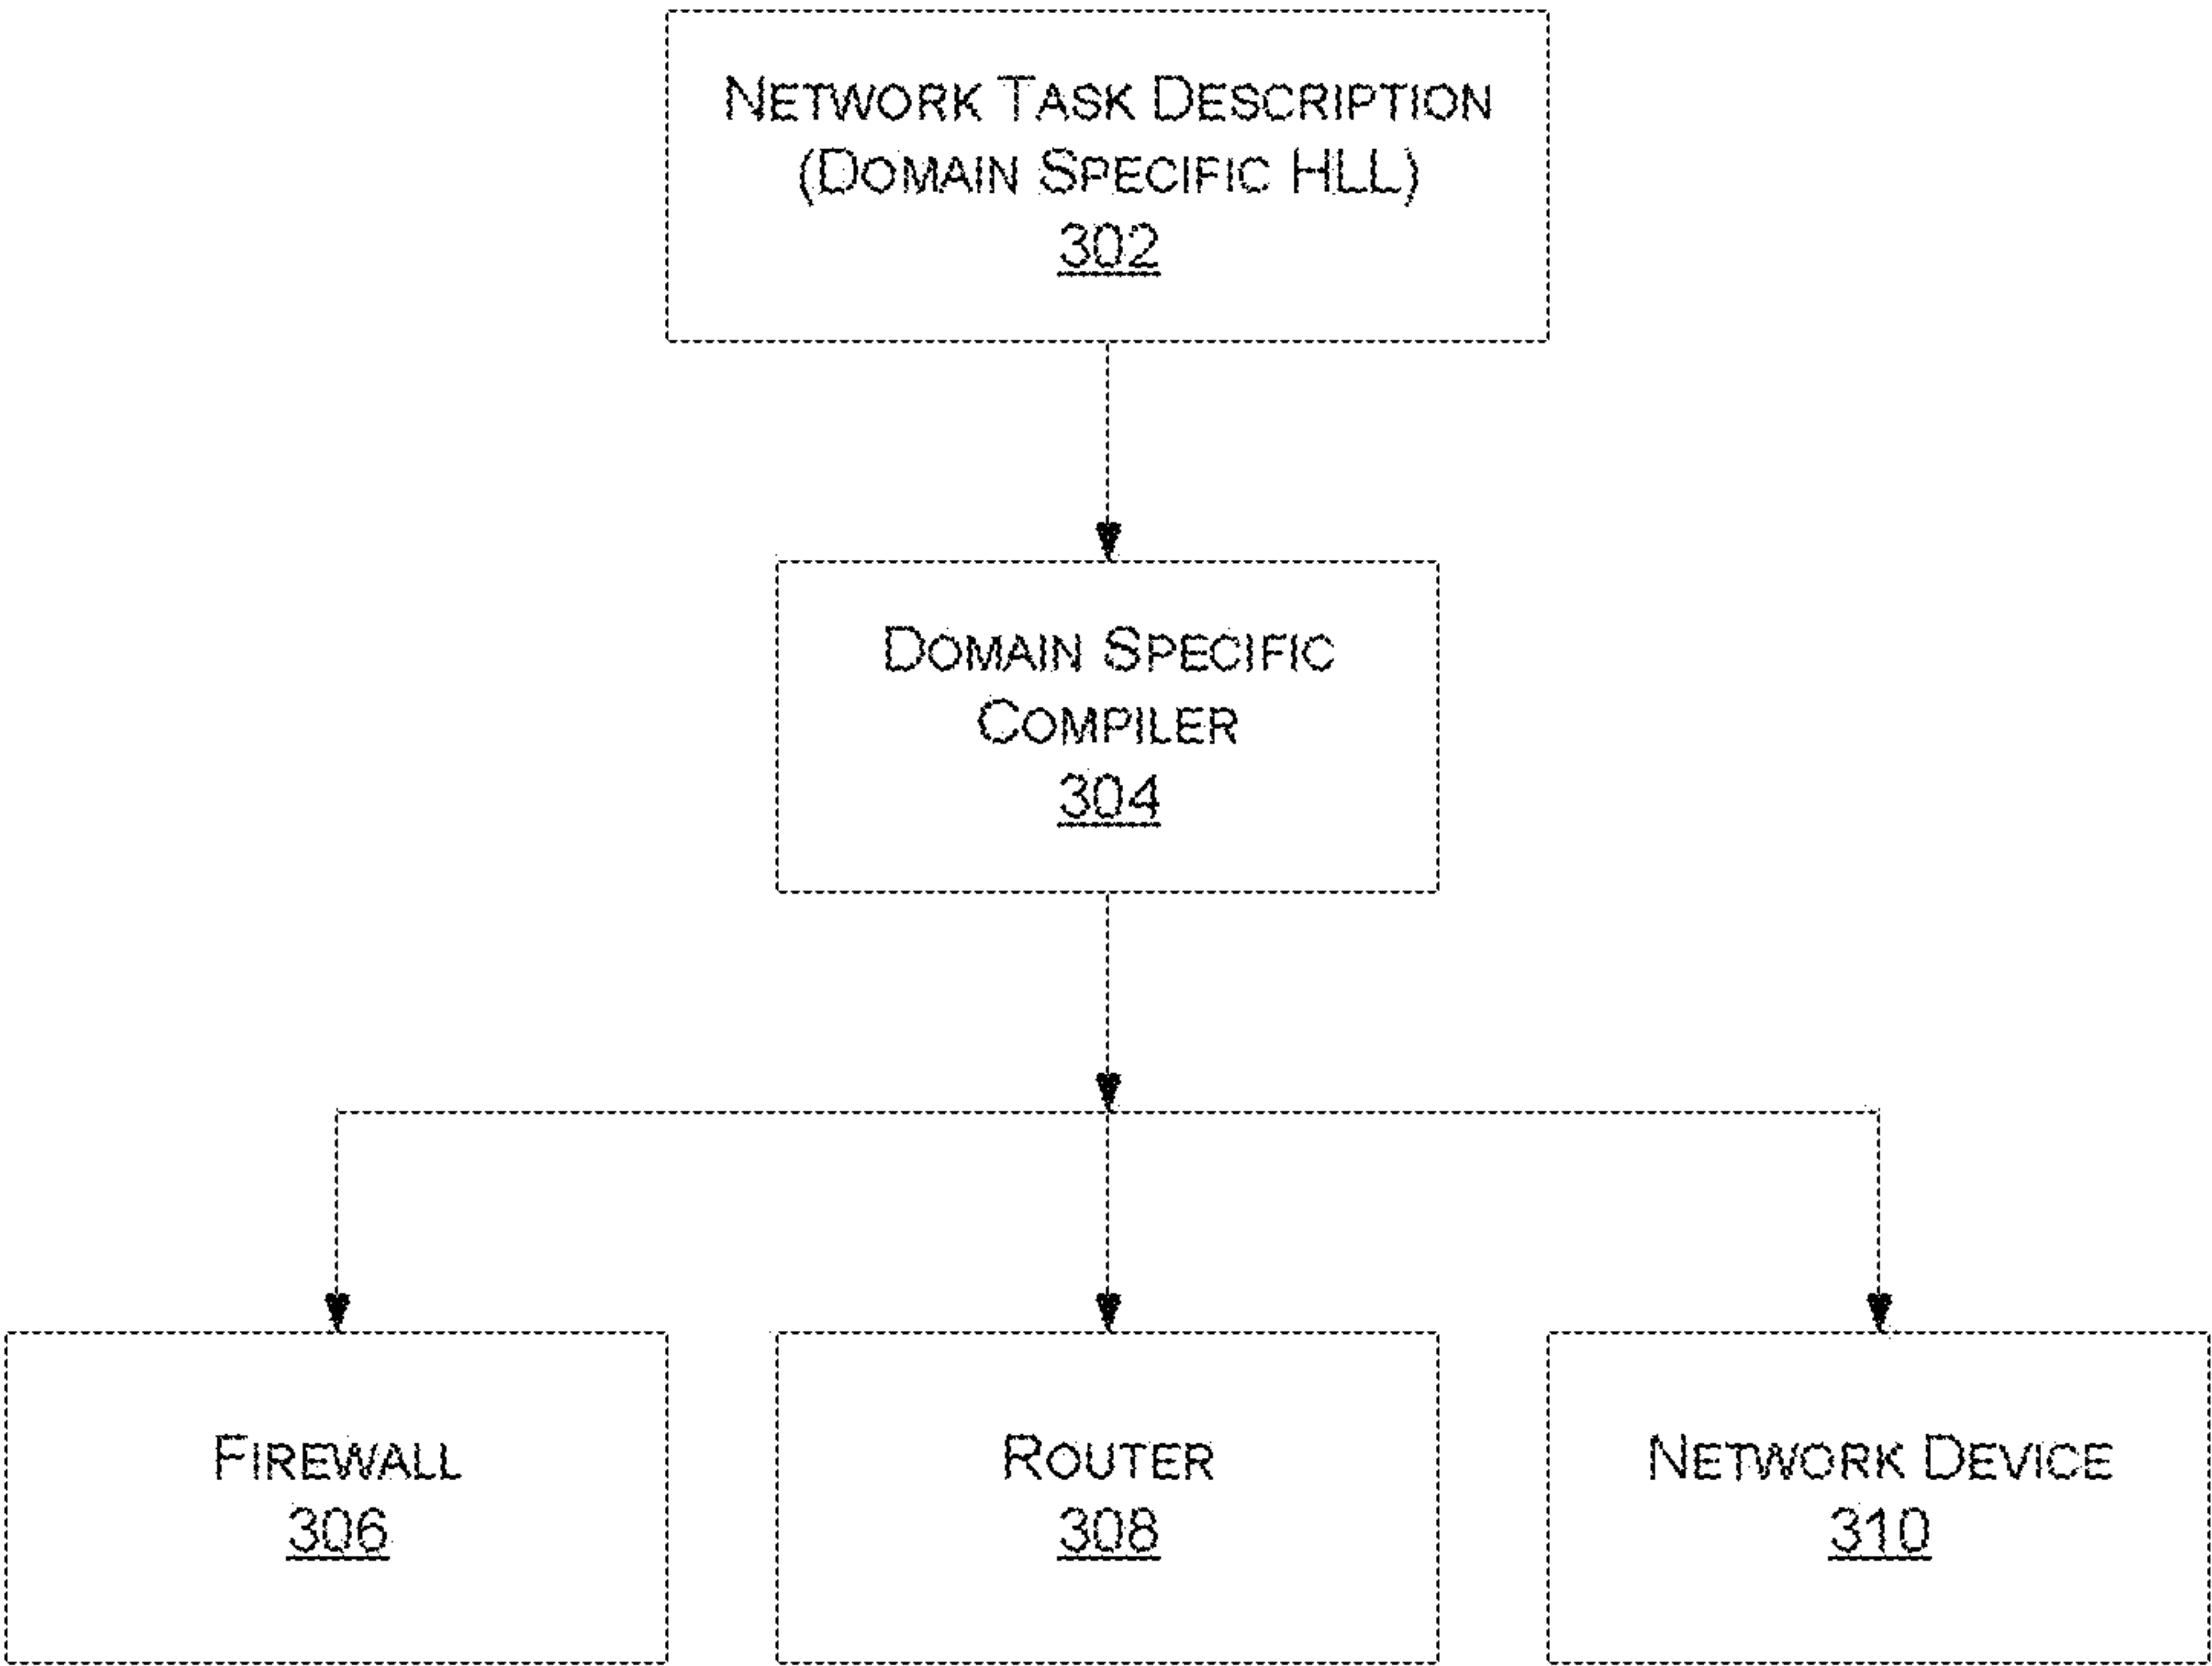 NETWORK TASK DESCRIPTION
(DOMAIN SPECIFIC HLL)
302
DOMAIN SPECIFIC
COMPILER
304
FIREWALL
306
ROUTER
308
NETWORK DEVICE
310